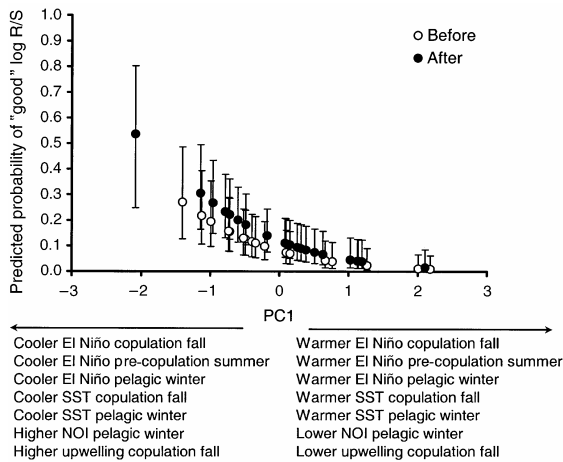 Predicted probability of "good" log R/S
1.0
0.9
0.8
0.7
0.6
0.5
0.4
0.3
0.2
0.1
0.0
Before
After
−3 −2 −1 0 1 2 3
PC1
Cooler El Niño copulation fall
Cooler El Niño pre-copulation summer
Cooler El Niño pelagic winter
Cooler SST copulation fall
Cooler SST pelagic winter
Higher NOI pelagic winter
Higher upwelling copulation fall
Warmer El Niño copulation fall
Warmer El Niño pre-copulation summer
Warmer El Niño pelagic winter
Warmer SST copulation fall
Warmer SST pelagic winter
Lower NOI pelagic winter
Lower upwelling copulation fall